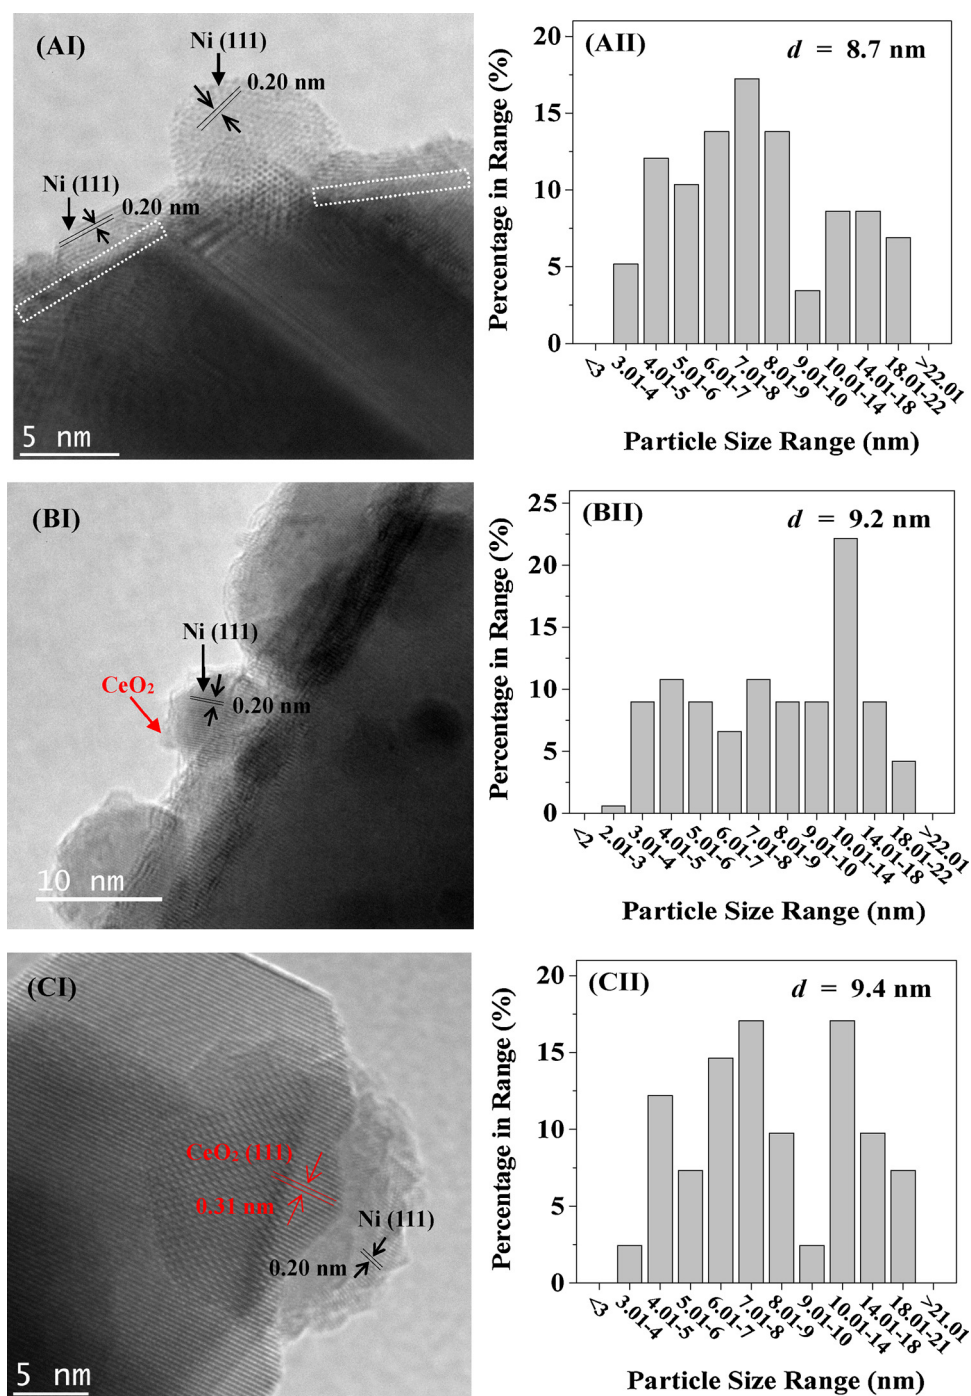 (AI)
Ni (111)
0.20 nm
Ni (111)
0.20 nm
5 nm
(AII)
d = 8.7 nm
Percentage in Range (%)
20
15
10
5
0
<3
3.01-4
4.01-5
5.01-6
6.01-7
7.01-8
8.01-9
9.01-10
10.01-14
14.01-18
18.01-22
>22.01
Particle Size Range (nm)
(BI)
Ni (111)
CeO₂
0.20 nm
10 nm
(BII)
d = 9.2 nm
Percentage in Range (%)
25
20
15
10
5
0
<2
2.01-3
3.01-4
4.01-5
5.01-6
6.01-7
7.01-8
8.01-9
9.01-10
10.01-14
14.01-18
18.01-22
>22.01
Particle Size Range (nm)
(CI)
CeO₂ (111)
0.31 nm
Ni (111)
0.20 nm
5 nm
(CII)
d = 9.4 nm
Percentage in Range (%)
20
15
10
5
0
<3
3.01-4
4.01-5
5.01-6
6.01-7
7.01-8
8.01-9
9.01-10
10.01-14
14.01-18
18.01-21
>21.01
Particle Size Range (nm)